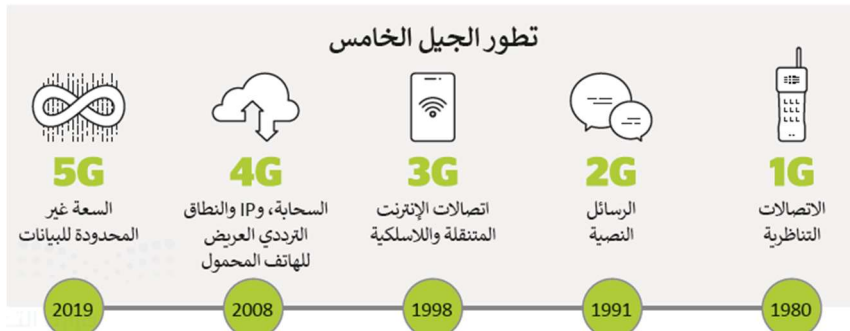 تطور الجيل الخامس
1G
الاتصالات
التناظرية
1980
2G
الرسائل
النصية
1991
3G
اتصالات الإنترنت
المتنقلة واللاسلكية
1998
4G
السحابة، وIP والنطاق
الترددي العريض
للهاتف المحمول
2008
5G
السعة غير
المحدودة للبيانات
2019